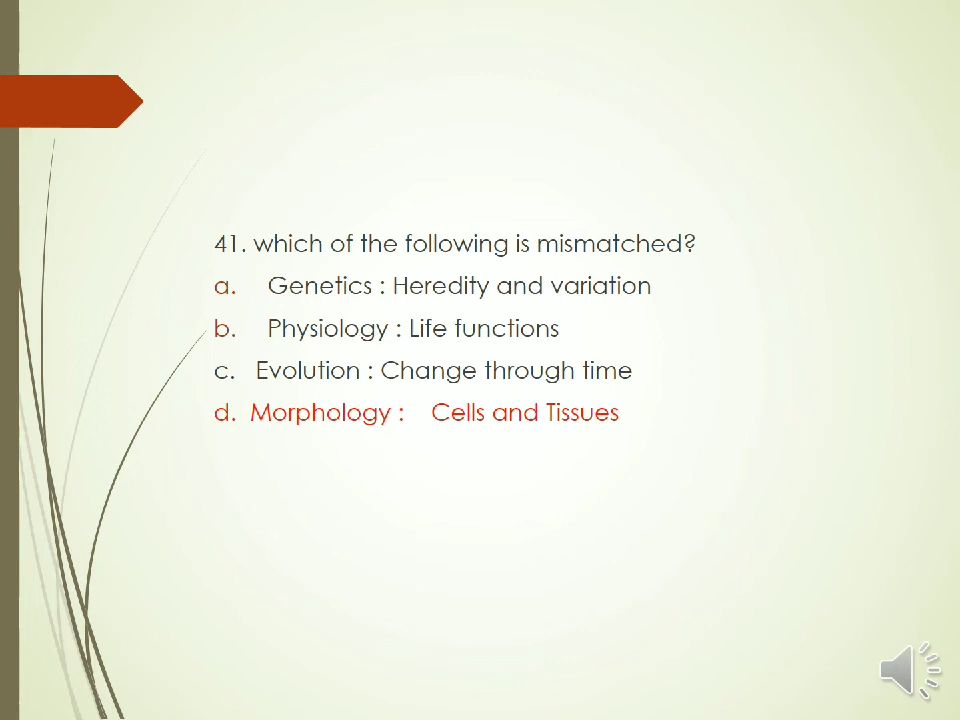 41. which of the following is mismatched?
a. Genetics : Heredity and variation
b. Physiology : Life functions
c. Evolution : Change through time
d. Morphology : Cells and Tissues